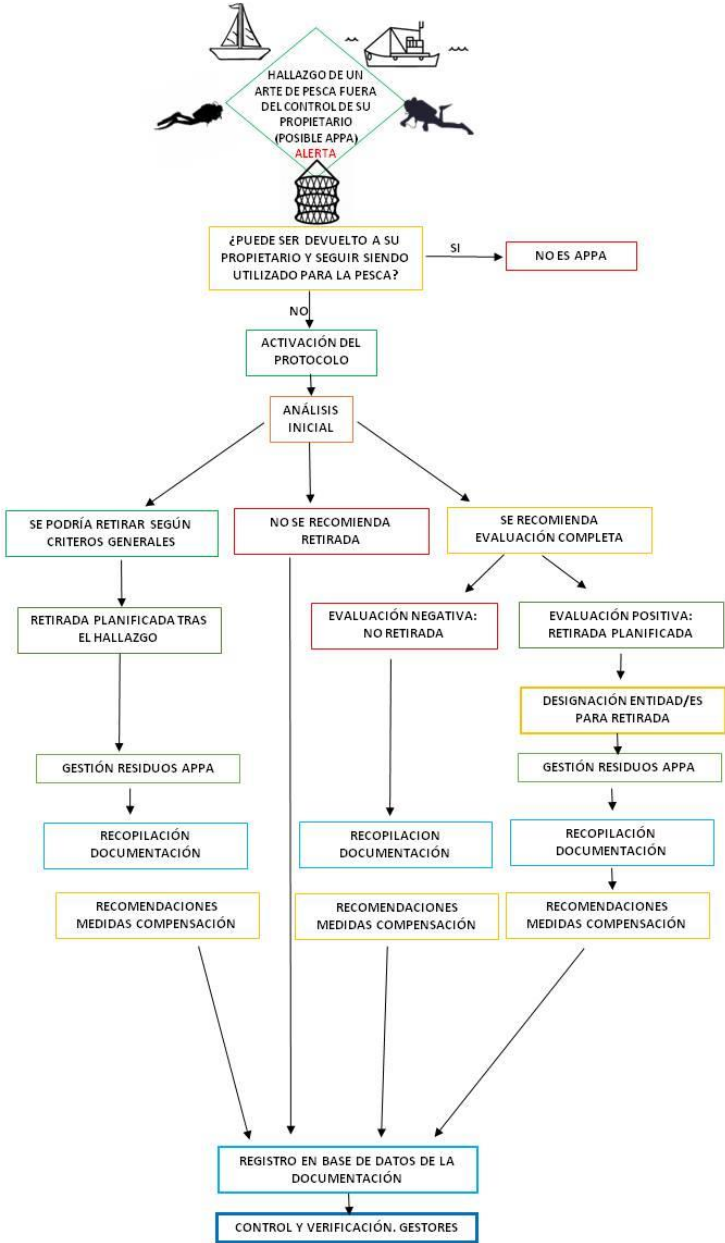 HALLAZGO DE UN
ARTE DE PESCA FUERA
DEL CONTROL DE SU
PROPIETARIO
(POSIBLE APPA)
ALERTA
¿PUEDE SER DEVUELTO A SU
PROPIETARIO Y SEGUIR SIENDO
UTILIZADO PARA LA PESCA?
SI
NO ES APPA
NO
ACTIVACIÓN DEL
PROTOCOLO
ANÁLISIS
INICIAL
SE PODRÍA RETIRAR SEGÚN
CRITEROS GENERALES
NO SE RECOMIENDA
RETIRADA
SE RECOMIENDA
EVALUACIÓN COMPLETA
RETIRADA PLANIFICADA TRAS
EL HALLAZGO
EVALUACIÓN NEGATIVA:
NO RETIRADA
EVALUACIÓN POSITIVA:
RETIRADA PLANIFICADA
DESIGNACIÓN ENTIDAD/ES
PARA RETIRADA
GESTIÓN RESIDUOS APPA
GESTIÓN RESIDUOS APPA
RECOPILACIÓN
DOCUMENTACIÓN
RECOPILACION
DOCUMENTACIÓN
RECOPILACIÓN
DOCUMENTACIÓN
RECOMENDACIONES
MEDIDAS COMPENSACIÓN
RECOMENDACIONES
MEDIDAS COMPENSACIÓN
RECOMENDACIONES
MEDIDAS COMPENSACIÓN
REGISTRO EN BASE DE DATOS DE LA
DOCUMENTACIÓN
CONTROL Y VERIFICACIÓN. GESTORES